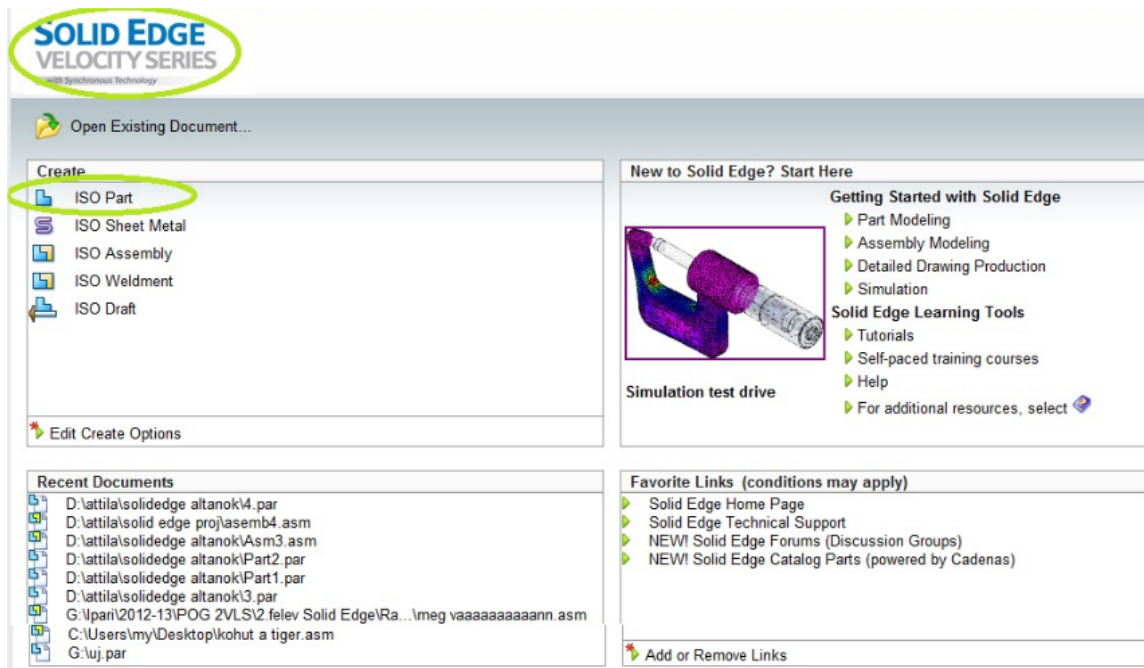 SOLID EDGE
VELOCITY SERIES
with Synchronous Technology
Open Existing Document...
Create
ISO Part
ISO Sheet Metal
ISO Assembly
ISO Weldment
ISO Draft
Edit Create Options
New to Solid Edge? Start Here
Getting Started with Solid Edge
Part Modeling
Assembly Modeling
Detailed Drawing Production
Simulation
Solid Edge Learning Tools
Tutorials
Self-paced training courses
Help
For additional resources, select
Simulation test drive
Recent Documents
D:\attila\solidedge altanok\4.par
D:\attila\solid edge proj\asemb4.asm
D:\attila\solidedge altanok\Asm3.asm
D:\attila\solidedge altanok\Part2.par
D:\attila\solidedge altanok\Part1.par
D:\attila\solidedge altanok\3.par
G:\Ipari\2012-13\POG 2VLS\2.felev Solid Edge\Ra...\meg vaaaaaaaaaann.asm
C:\Users\my\Desktop\kohut a tiger.asm
G:\uj.par
Favorite Links (conditions may apply)
Solid Edge Home Page
Solid Edge Technical Support
NEW! Solid Edge Forums (Discussion Groups)
NEW! Solid Edge Catalog Parts (powered by Cadenas)
Add or Remove Links